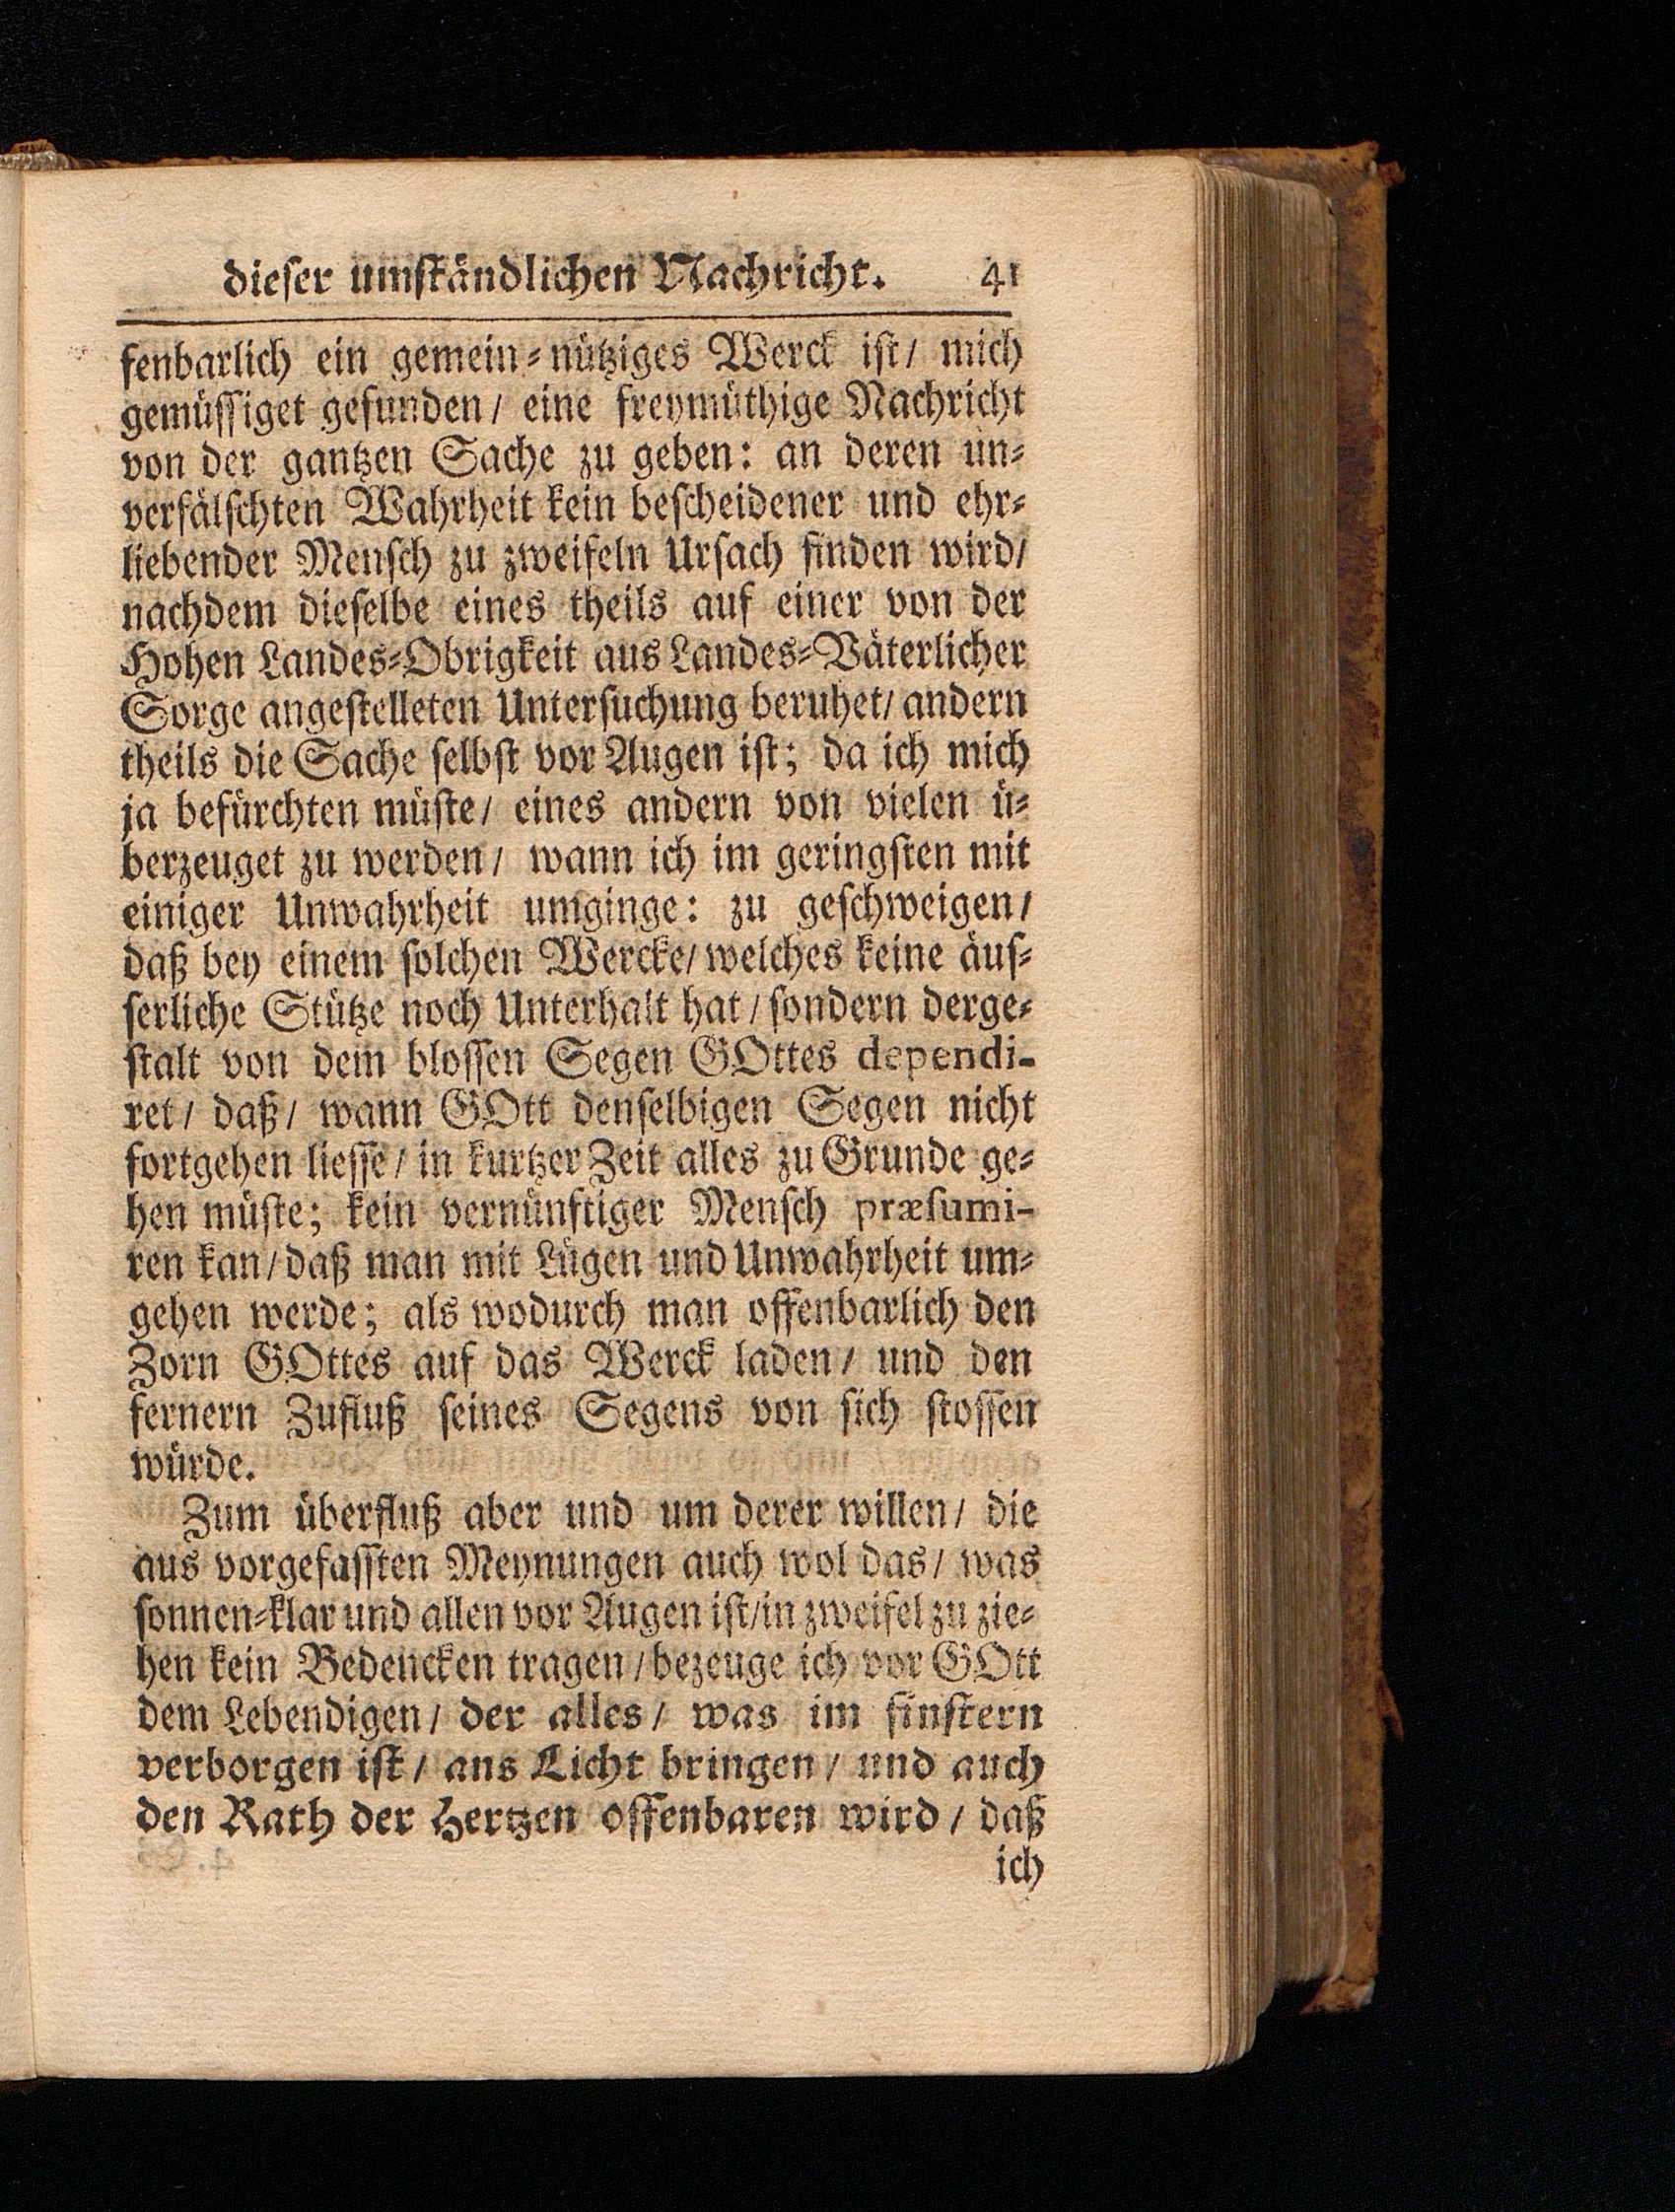 dieser umständlichen Nachricht. 41
fenbarlich ein gemein-nütziges Werck ist/ mich
gemüssiget gefunden/ eine freymüthige Nachricht
von der gantzen Sache zu geben: an deren un-
verfälschten Wahrheit kein bescheidener und ehr-
liebender Mensch zu zweifeln Ursach finden wird/
nachdem dieselbe eines theils auf einer von der
Hohen Landes-Obrigkeit aus Landes-Väterlicher
Sorge angestelleten Untersuchung beruhet/ andern
theils die Sache selbst vor Augen ist; da ich mich
ja befürchten müste/ eines andern von vielen ü-
berzeuget zu werden/ wann ich im geringsten mit
einiger Unwahrheit umginge: zu geschweigen/
daß bey einem solchen Wercke/ welches keine äus-
serliche Stütze noch Unterhalt hat/ sondern derge-
stalt von dem blossen Segen GOttes dependi-
ret/ daß/ wann GOtt denselbigen Segen nicht
fortgehen liesse/ in kurtzer Zeit alles zu Grunde ge-
hen müste; kein vernünftiger Mensch præsumi-
ren kan/ daß man mit Lügen und Unwahrheit um-
gehen werde; als wodurch man offenbarlich den
Zorn GOttes auf das Werck laden/ und den
fernern Zufluß seines Segens von sich stossen
würde.
Zum überfluß aber und um derer willen/ die
aus vorgefassten Meynungen auch wol das/ was
sonnen-klar und allen vor Augen ist/ in zweifel zu zie-
hen kein Bedencken tragen/ bezeuge ich vor GOtt
dem Lebendigen/ der alles/ was im finstern
verborgen ist/ ans Licht bringen/ und auch
den Rath der Hertzen offenbaren wird/ daß
ich